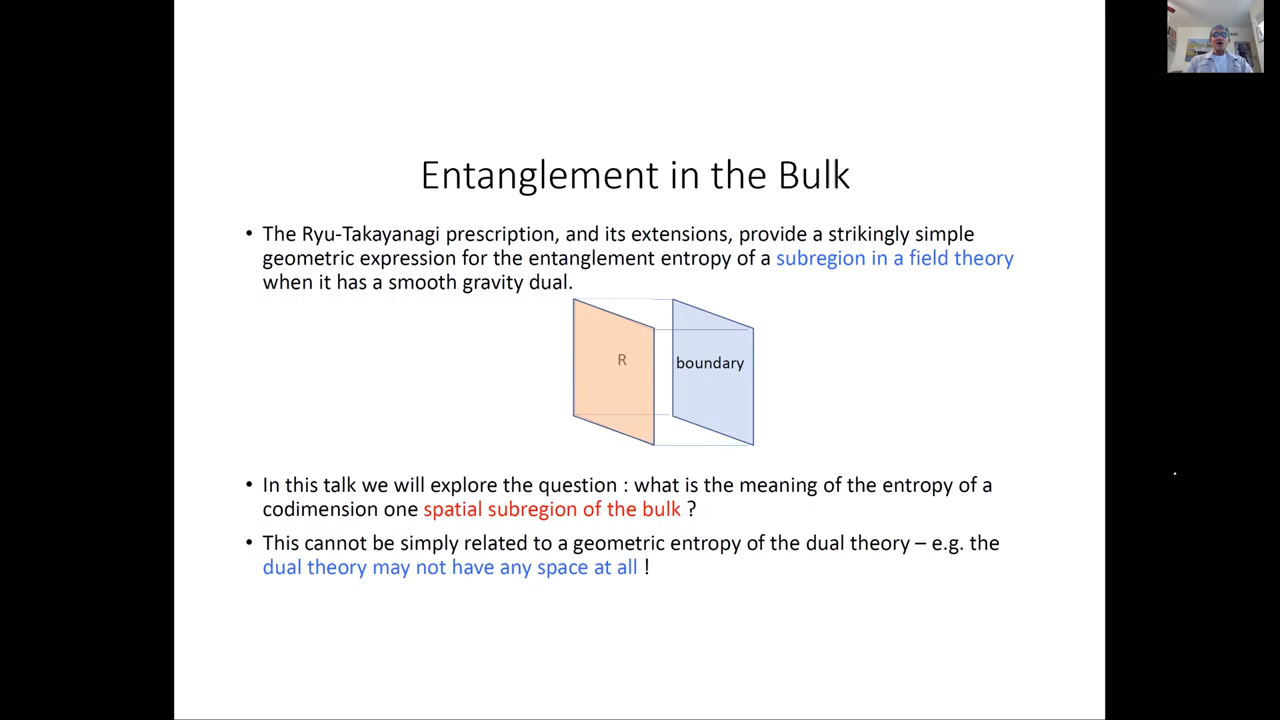 Entanglement in the Bulk
• The Ryu-Takayanagi prescription, and its extensions, provide a strikingly simple
geometric expression for the entanglement entropy of a subregion in a field theory
when it has a smooth gravity dual.
R
boundary
• In this talk we will explore the question : what is the meaning of the entropy of a
codimension one spatial subregion of the bulk ?
• This cannot be simply related to a geometric entropy of the dual theory – e.g. the
dual theory may not have any space at all !